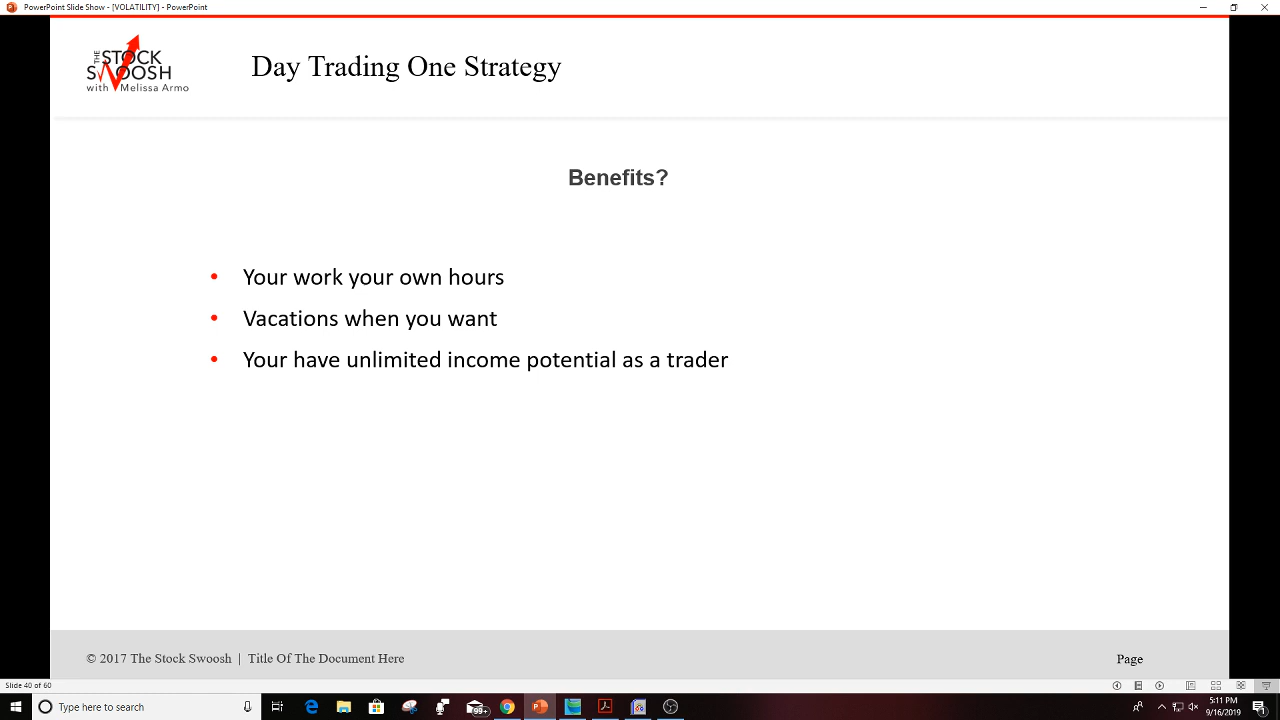 PowerPoint Slide Show - [VOLATILITY] - PowerPoint
THE
STOCK
SWOOSH
with Melissa Armo
Day Trading One Strategy
Benefits?
• Your work your own hours
• Vacations when you want
• Your have unlimited income potential as a trader
© 2017 The Stock Swoosh | Title Of The Document Here
Page
Slide 40 of 60
Type here to search
99+
5:11 PM
9/16/2019